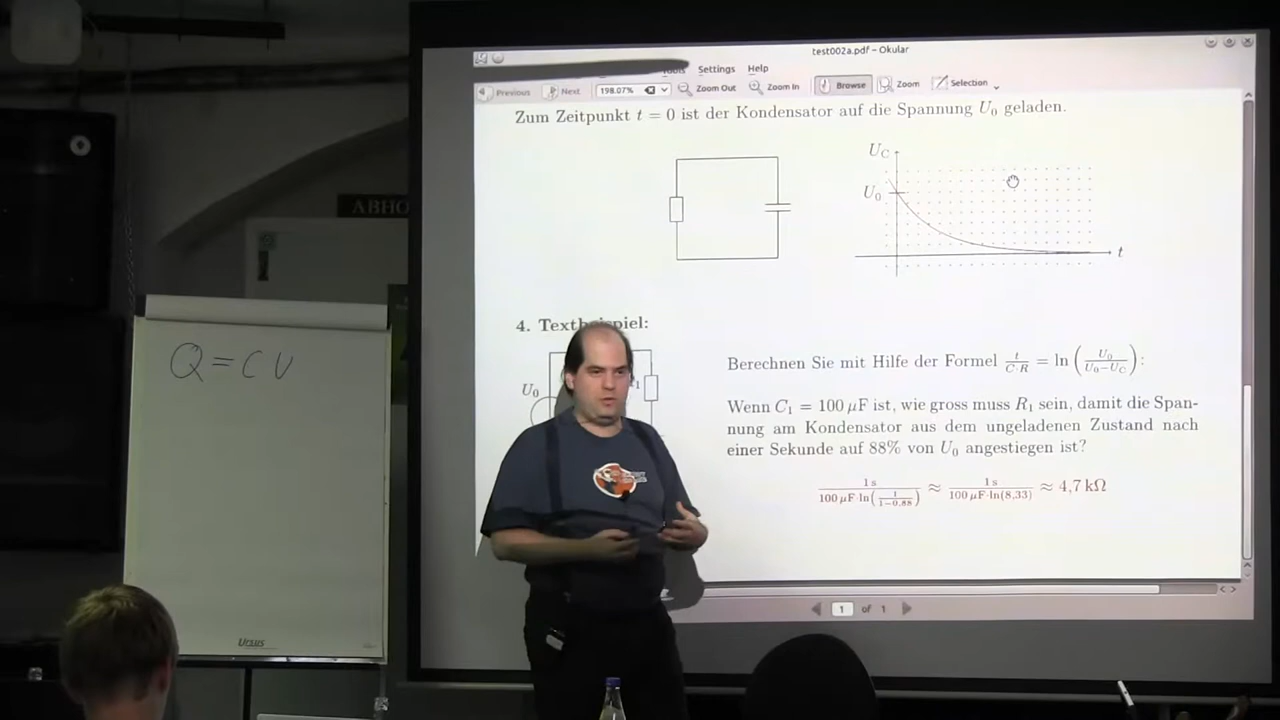 test002a.pdf – Okular
Settings Help
Previous Next 198.07% Zoom Out Zoom In Browse Zoom Selection
Zum Zeitpunkt t = 0 ist der Kondensator auf die Spannung U₀ geladen.
U_C
U₀
t
ABHO
Q = C U
4. Textbeispiel:
U₀
Berechnen Sie mit Hilfe der Formel t/(C·R) = ln(U₀/(U₀−U_C)):
Wenn C₁ = 100 µF ist, wie gross muss R₁ sein, damit die Span-
nung am Kondensator aus dem ungeladenen Zustand nach
einer Sekunde auf 88% von U₀ angestiegen ist?
1 s/(100 µF·ln(1/(1−0,88))) ≈ 1 s/(100 µF·ln(8,33)) ≈ 4,7 kΩ
1 of 1